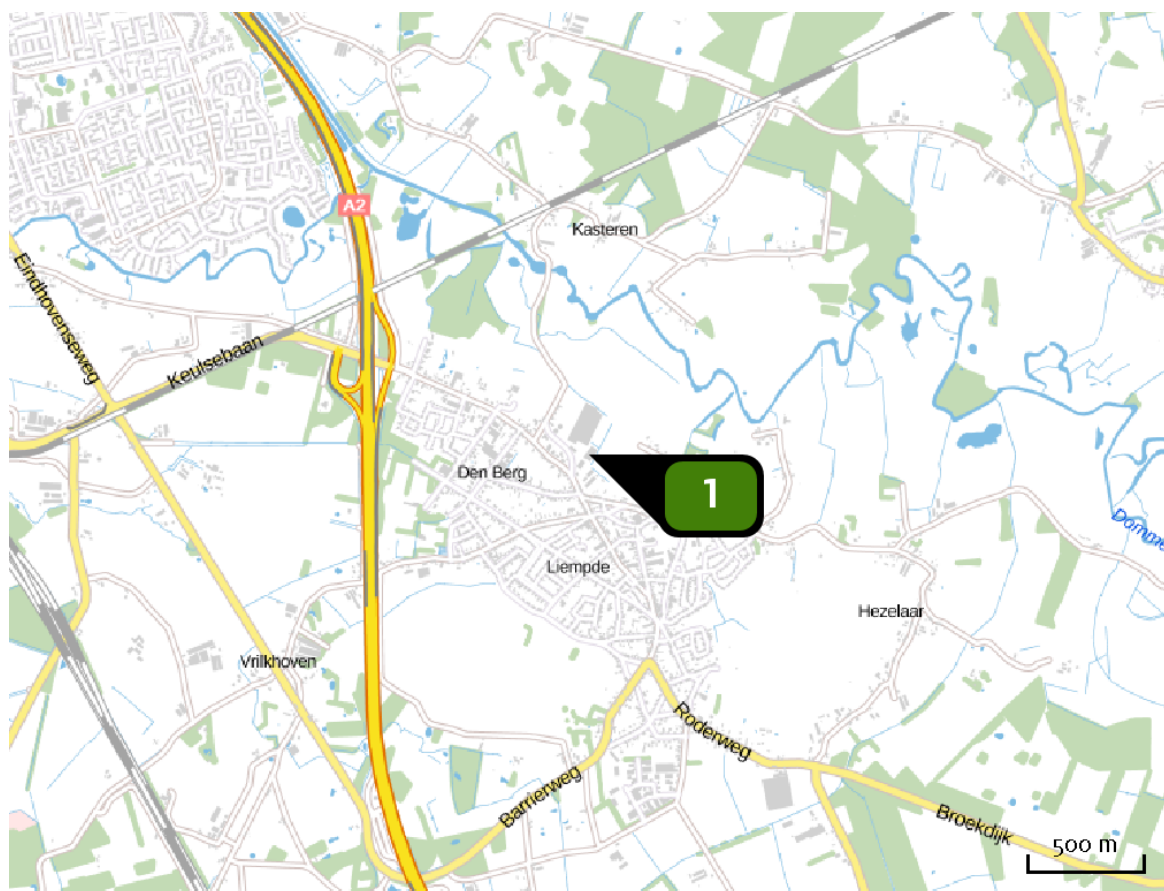 A2
Kasteren
Eindhovenseweg
Keulsebaan
Den Berg
1
Liempde
Hezelaar
Vrilkhoven
Roderweg
Barrierweg
Broekdijk
500 m